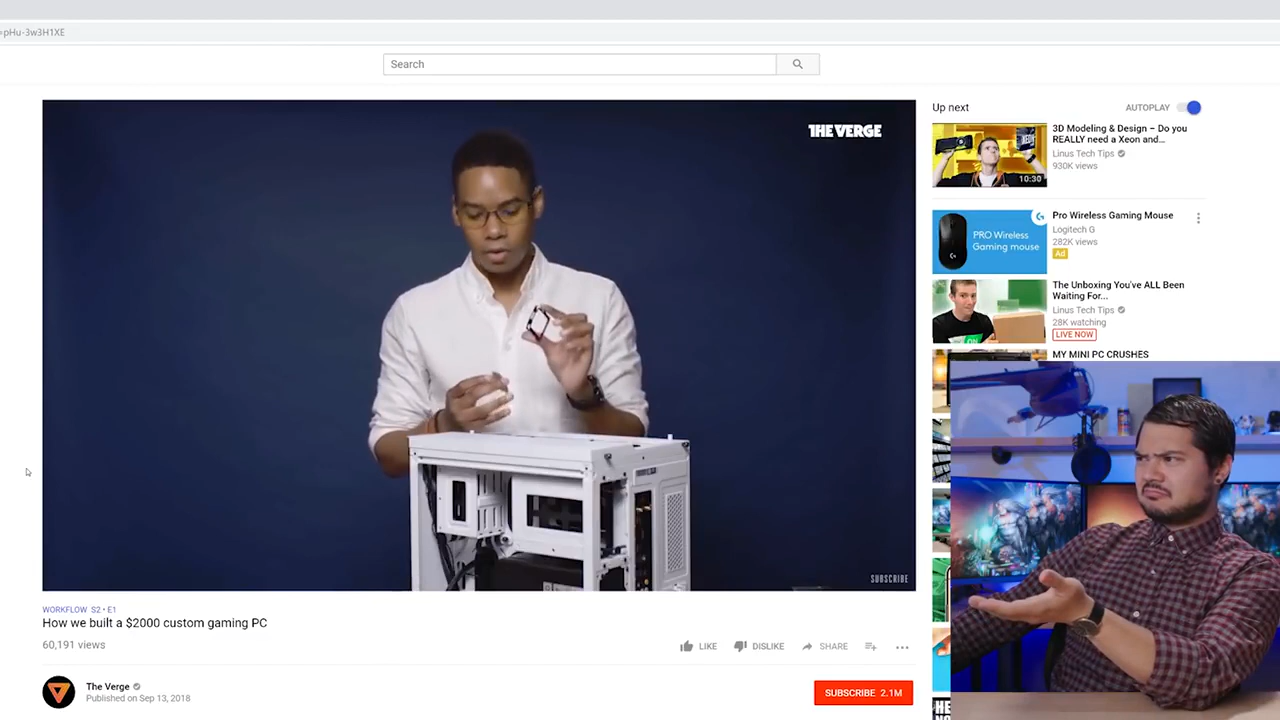 =pHu-3w3H1XE
Search
THE VERGE
SUBSCRIBE
WORKFLOW S2 • E1
How we built a $2000 custom gaming PC
60,191 views
LIKE
DISLIKE
SHARE
The Verge
Published on Sep 13, 2018
SUBSCRIBE 2.1M
Up next
AUTOPLAY
10:30
3D Modeling & Design – Do you
REALLY need a Xeon and...
Linus Tech Tips
930K views
PRO Wireless
Gaming mouse
Pro Wireless Gaming Mouse
Logitech G
282K views
Ad
The Unboxing You've ALL Been
Waiting For...
Linus Tech Tips
28K watching
LIVE NOW
MY MINI PC CRUSHES